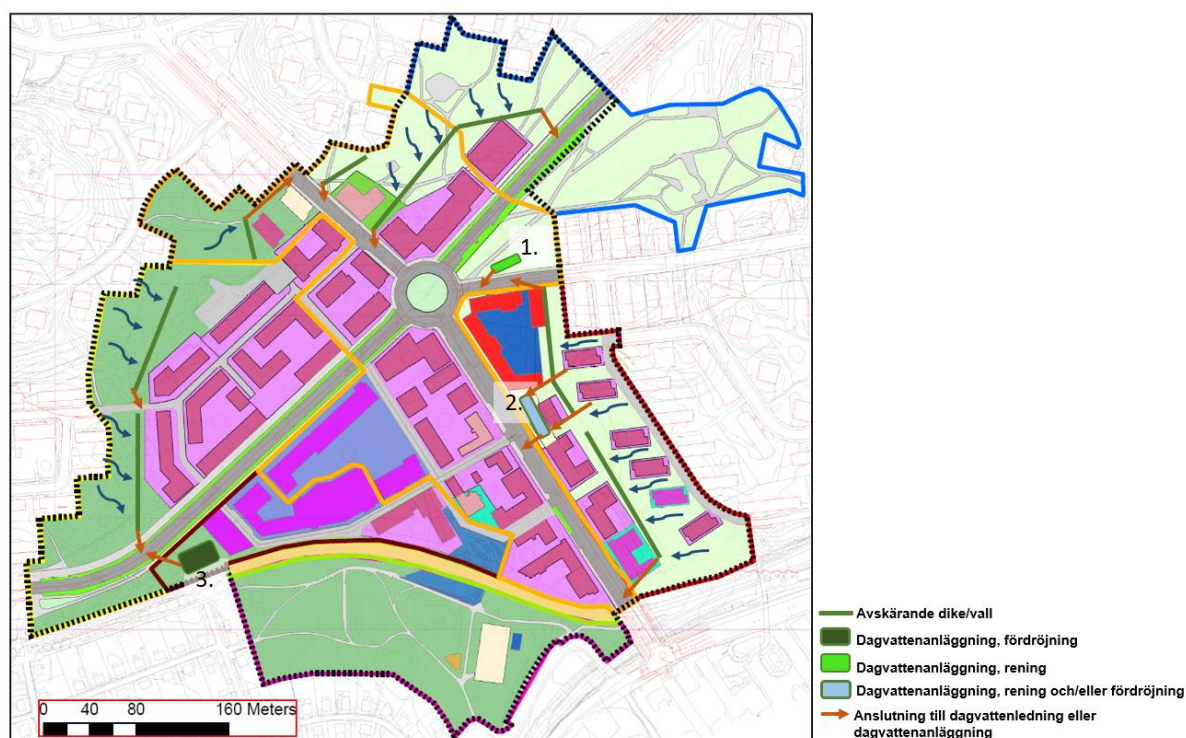 1.
2.
3.
0 40 80 160 Meters
Avskärande dike/vall
Dagvattenanläggning, fördröjning
Dagvattenanläggning, rening
Dagvattenanläggning, rening och/eller fördröjning
Anslutning till dagvattenledning eller
dagvattenanläggning